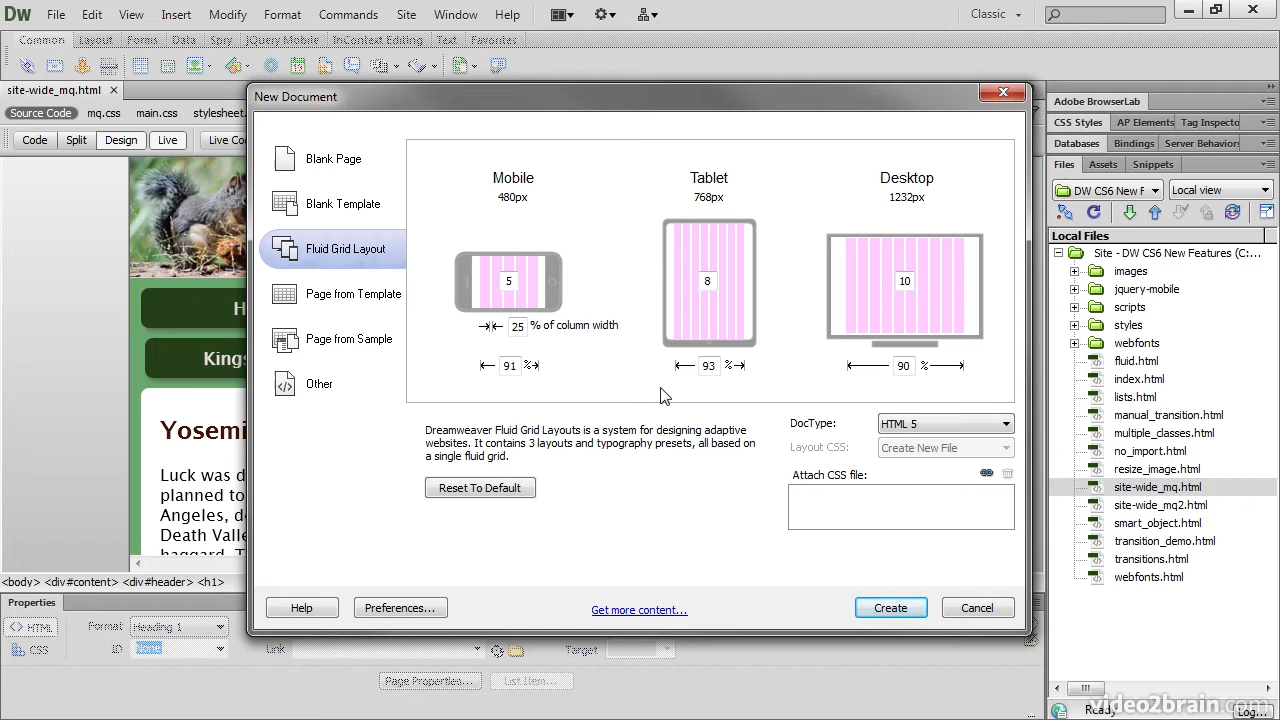 DW File Edit View Insert Modify Format Commands Site Window Help Classic
Common Layout Forms Data Spry jQuery Mobile InContext Editing Text Favorites
site-wide_mq.html
Source Code mq.css main.css stylesheet.
Code Split Design Live Live Co
New Document
Blank Page
Blank Template
Fluid Grid Layout
Page from Template
Page from Sample
Other
Mobile Tablet Desktop
480px 768px 1232px
5 8 10
25 % of column width
91 % 93 % 90 %
Dreamweaver Fluid Grid Layouts is a system for designing adaptive
websites. It contains 3 layouts and typography presets, all based on
a single fluid grid.
Reset To Default
DocType: HTML 5
Layout CSS: Create New File
Attach CSS file:
Help Preferences... Get more content... Create Cancel
H
Kings
Yosemi
Luck was d
planned to
Angeles, d
Death Valle
haggard. T
<body> <div#content> <div#header> <h1>
Properties
HTML Format Heading 1 Link
CSS ID Target
Page Properties... List Item...
Adobe BrowserLab
CSS Styles AP Elements Tag Inspecto
Databases Bindings Server Behaviors
Files Assets Snippets
DW CS6 New F Local view
Local Files
Site - DW CS6 New Features (C:...
images
jquery-mobile
scripts
styles
webfonts
fluid.html
index.html
lists.html
manual_transition.html
multiple_classes.html
no_import.html
resize_image.html
site-wide_mq.html
site-wide_mq2.html
smart_object.html
transition_demo.html
transitions.html
webfonts.html
Ready Log...
video2brain.com